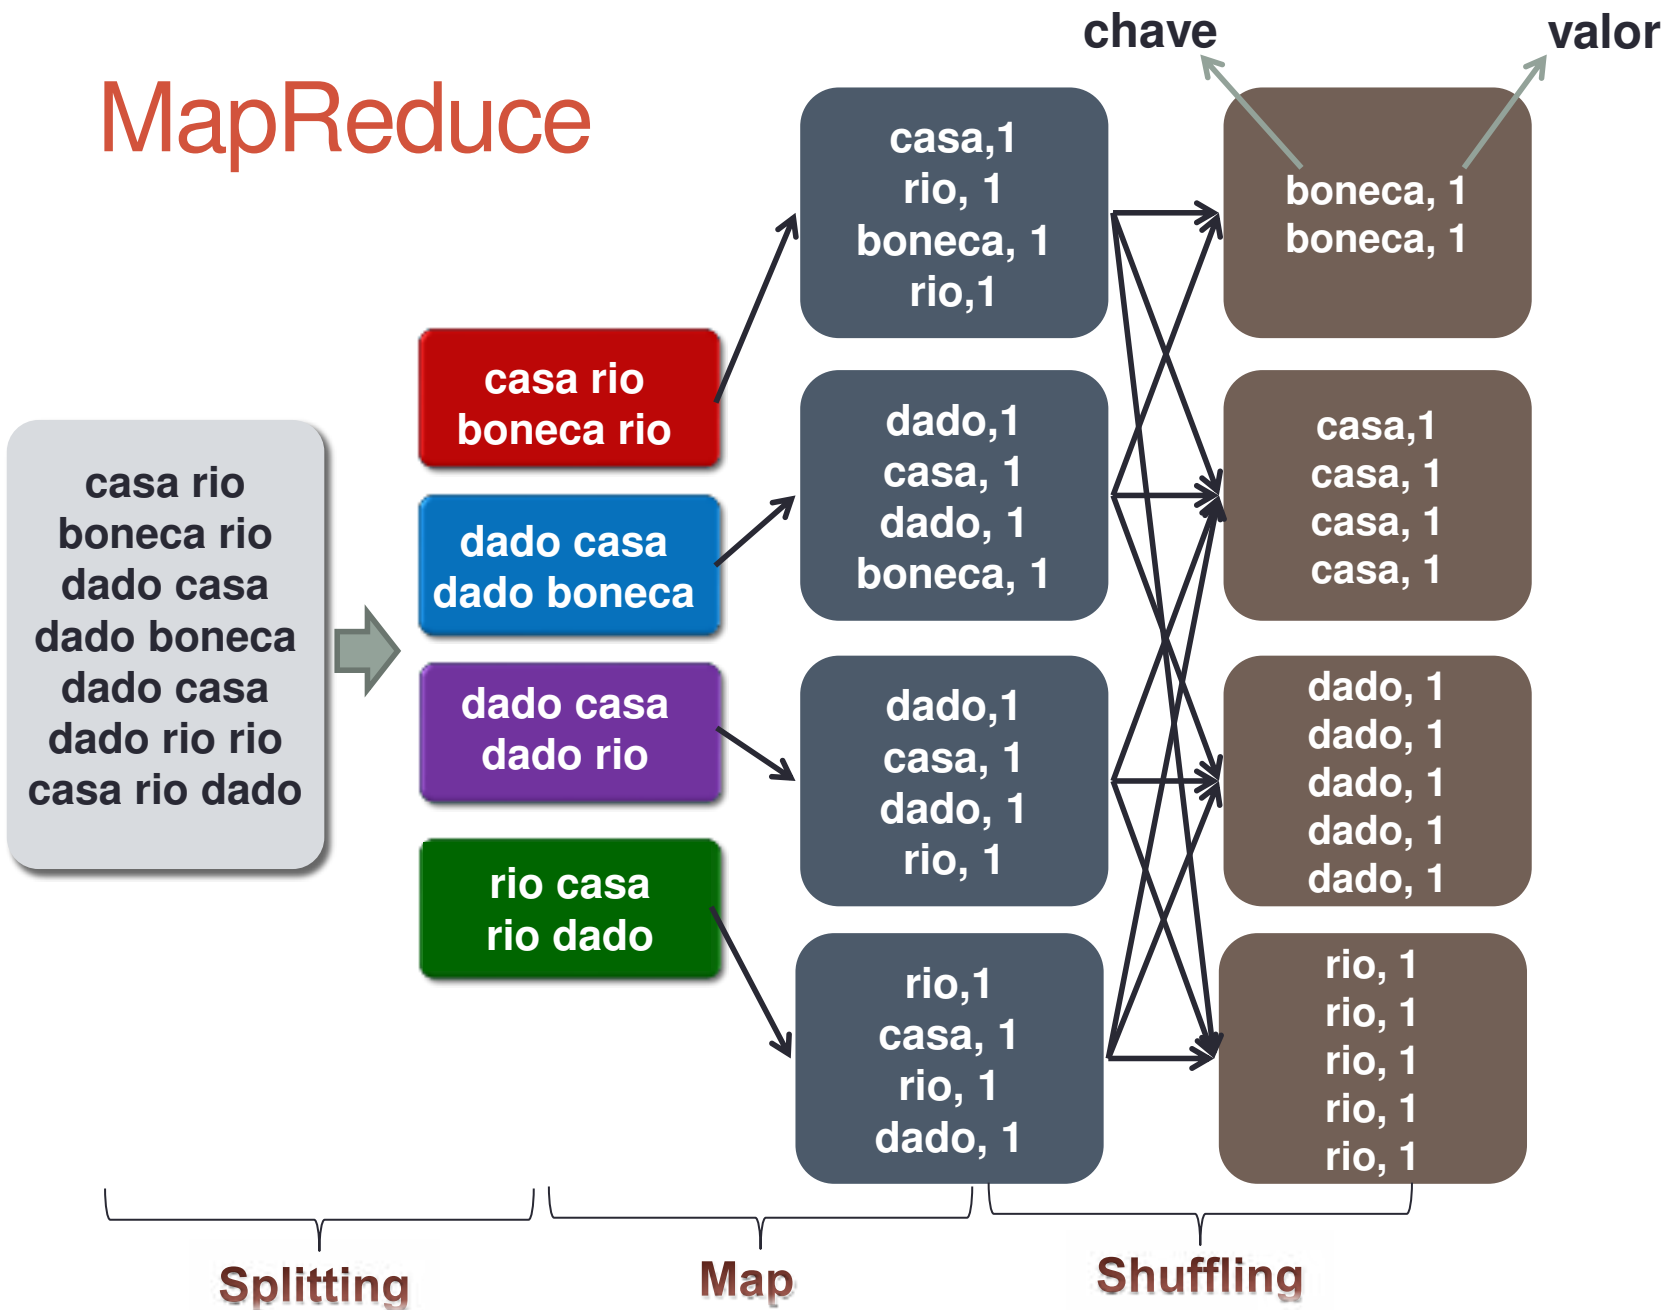 MapReduce
chave
valor
casa rio
boneca rio
dado casa
dado boneca
dado casa
dado rio rio
casa rio dado
casa rio
boneca rio
dado casa
dado boneca
dado casa
dado rio
rio casa
rio dado
casa,1
rio, 1
boneca, 1
rio,1
dado,1
casa, 1
dado, 1
boneca, 1
dado,1
casa, 1
dado, 1
rio, 1
rio,1
casa, 1
rio, 1
dado, 1
boneca, 1
boneca, 1
casa,1
casa, 1
casa, 1
casa, 1
dado, 1
dado, 1
dado, 1
dado, 1
dado, 1
rio, 1
rio, 1
rio, 1
rio, 1
rio, 1
Splitting
Map
Shuffling